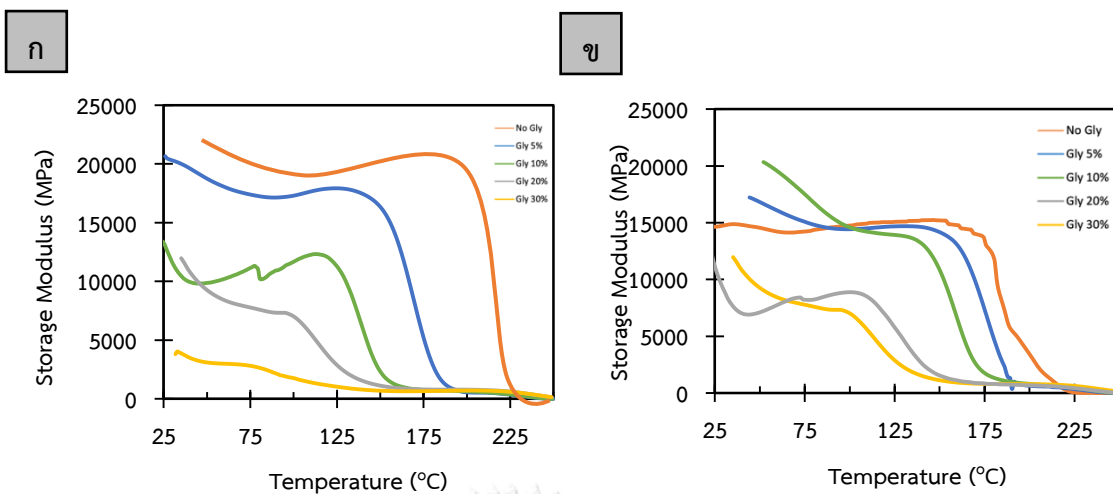 ก
25000
20000
15000
10000
5000
0
Storage Modulus (MPa)
No Gly
Gly 5%
Gly 10%
Gly 20%
Gly 30%
25 75 125 175 225
Temperature (°C)
ข
25000
20000
15000
10000
5000
0
Storage Modulus (MPa)
No Gly
Gly 5%
Gly 10%
Gly 20%
Gly 30%
25 75 125 175 225
Temperature (°C)